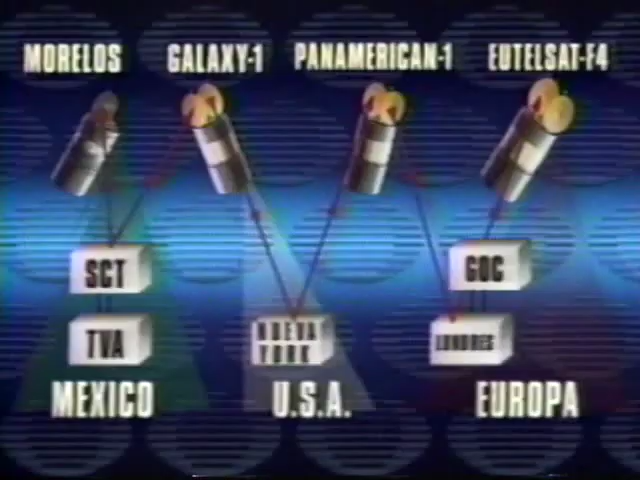 MORELOS GALAXY-1 PANAMERICAN-1 EUTELSAT-F4
SCT
GOC
TVA
NUEVA
YORK
LONDRES
MEXICO U.S.A. EUROPA